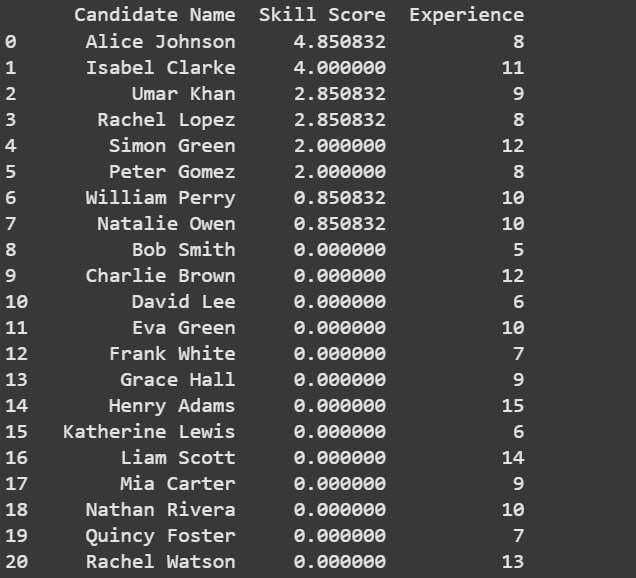 Candidate Name Skill Score Experience
0 Alice Johnson 4.850832 8
1 Isabel Clarke 4.000000 11
2 Umar Khan 2.850832 9
3 Rachel Lopez 2.850832 8
4 Simon Green 2.000000 12
5 Peter Gomez 2.000000 8
6 William Perry 0.850832 10
7 Natalie Owen 0.850832 10
8 Bob Smith 0.000000 5
9 Charlie Brown 0.000000 12
10 David Lee 0.000000 6
11 Eva Green 0.000000 10
12 Frank White 0.000000 7
13 Grace Hall 0.000000 9
14 Henry Adams 0.000000 15
15 Katherine Lewis 0.000000 6
16 Liam Scott 0.000000 14
17 Mia Carter 0.000000 9
18 Nathan Rivera 0.000000 10
19 Quincy Foster 0.000000 7
20 Rachel Watson 0.000000 13